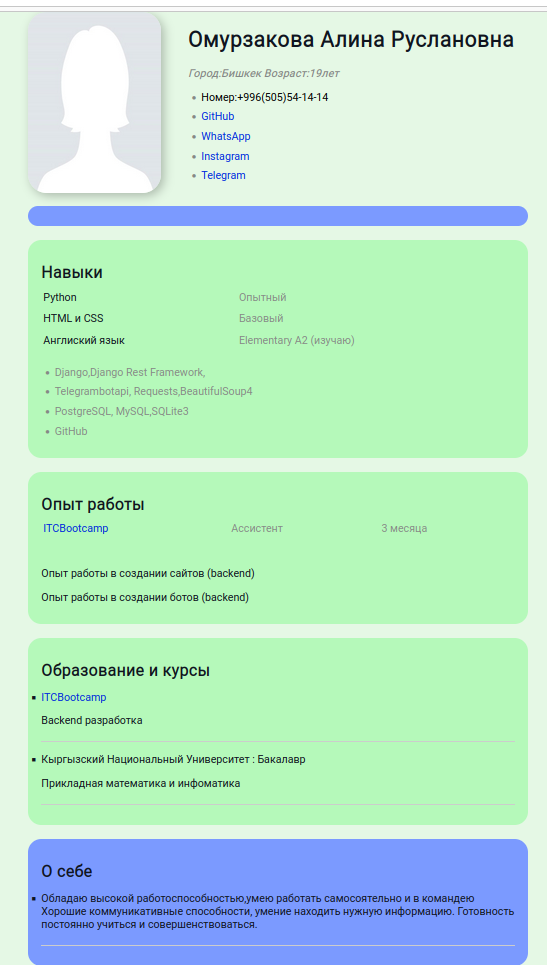 Омурзакова Алина Руслановна
Город:Бишкек Возраст:19лет
Номер:+996(505)54-14-14
GitHub
WhatsApp
Instagram
Telegram
Навыки
Python Опытный
HTML и CSS Базовый
Англиский язык Elementary A2 (изучаю)
Django,Django Rest Framework,
Telegrambotapi, Requests,BeautifulSoup4
PostgreSQL, MySQL,SQLite3
GitHub
Опыт работы
ITCBootcamp Ассистент 3 месяца
Опыт работы в создании сайтов (backend)
Опыт работы в создании ботов (backend)
Образование и курсы
ITCBootcamp
Backend разработка
Кыргызский Национальный Университет : Бакалавр
Прикладная математика и инфоматика
О себе
Обладаю высокой работоспособностью,умею работать самосоятельно и в командею
Хорошие коммуникативные способности, умение находить нужную информацию. Готовность
постоянно учиться и совершенствоваться.